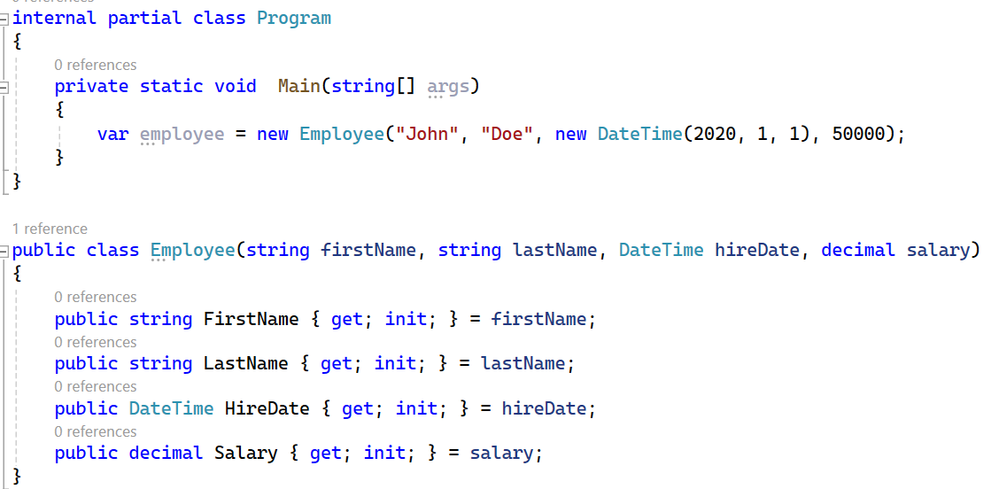 0 references
internal partial class Program
{
0 references
private static void  Main(string[] args)
{
var employee = new Employee("John", "Doe", new DateTime(2020, 1, 1), 50000);
}
}
1 reference
public class Employee(string firstName, string lastName, DateTime hireDate, decimal salary)
{
0 references
public string FirstName { get; init; } = firstName;
0 references
public string LastName { get; init; } = lastName;
0 references
public DateTime HireDate { get; init; } = hireDate;
0 references
public decimal Salary { get; init; } = salary;
}